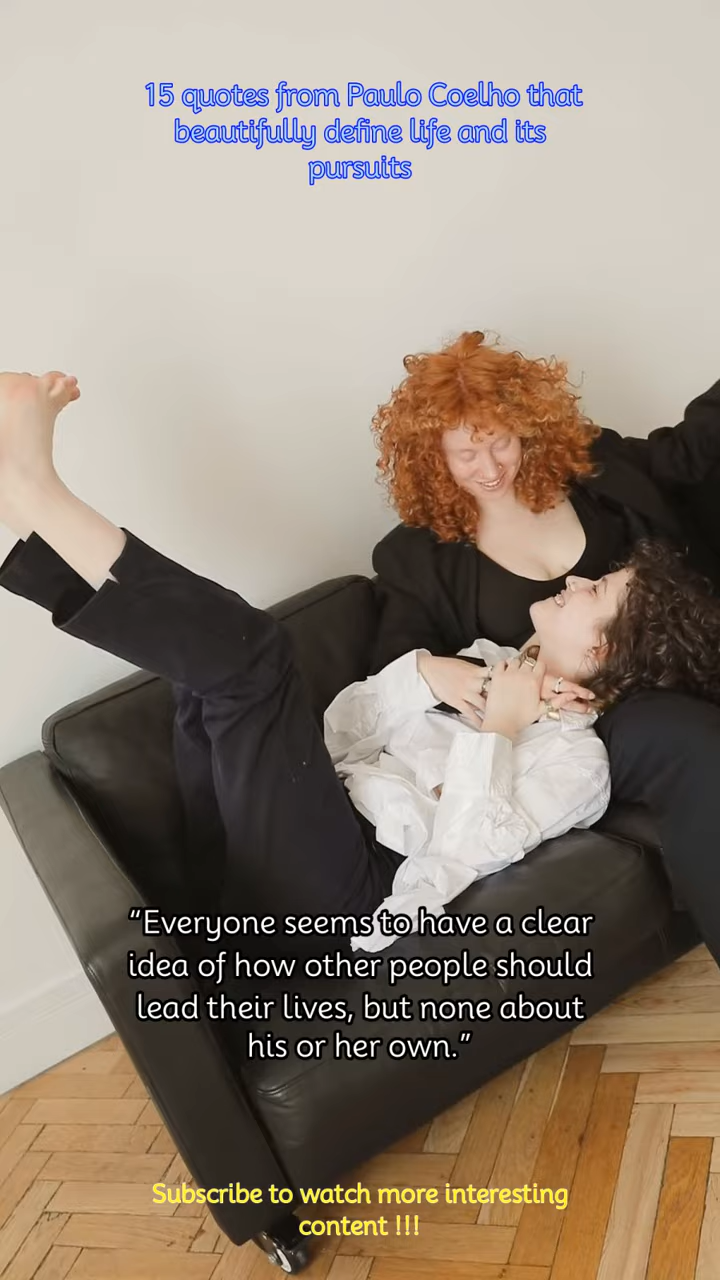 15 quotes from Paulo Coelho that
beautifully define life and its
pursuits
“Everyone seems to have a clear
idea of how other people should
lead their lives, but none about
his or her own.”
Subscribe to watch more interesting
content !!!